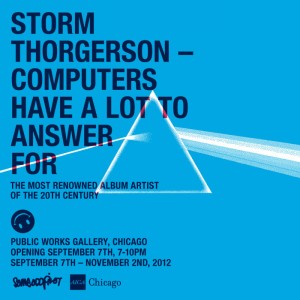 STORM
THORGERSON –
COMPUTERS
HAVE A LOT TO
ANSWER
FOR
THE MOST RENOWNED ALBUM ARTIST
OF THE 20TH CENTURY
PUBLIC WORKS GALLERY, CHICAGO
OPENING SEPTEMBER 7TH, 7-10PM
SEPTEMBER 7TH – NOVEMBER 2ND, 2012
AIGA Chicago